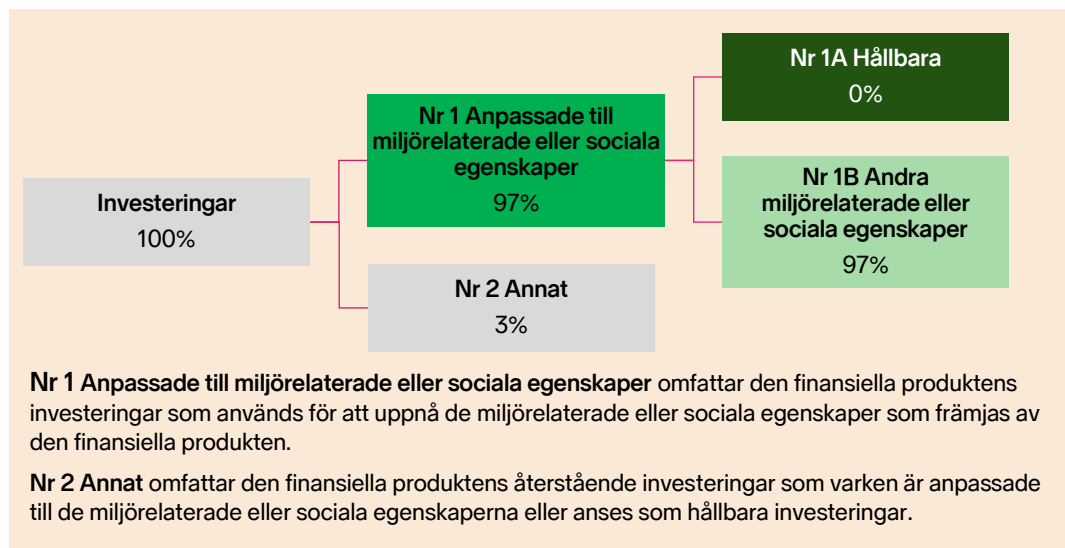 Investeringar
100%
Nr 1 Anpassade till
miljörelaterade eller sociala
egenskaper
97%
Nr 2 Annat
3%
Nr 1A Hållbara
0%
Nr 1B Andra
miljörelaterade eller
sociala egenskaper
97%
Nr 1 Anpassade till miljörelaterade eller sociala egenskaper omfattar den finansiella produktens
investeringar som används för att uppnå de miljörelaterade eller sociala egenskaper som främjas av
den finansiella produkten.
Nr 2 Annat omfattar den finansiella produktens återstående investeringar som varken är anpassade
till de miljörelaterade eller sociala egenskaperna eller anses som hållbara investeringar.